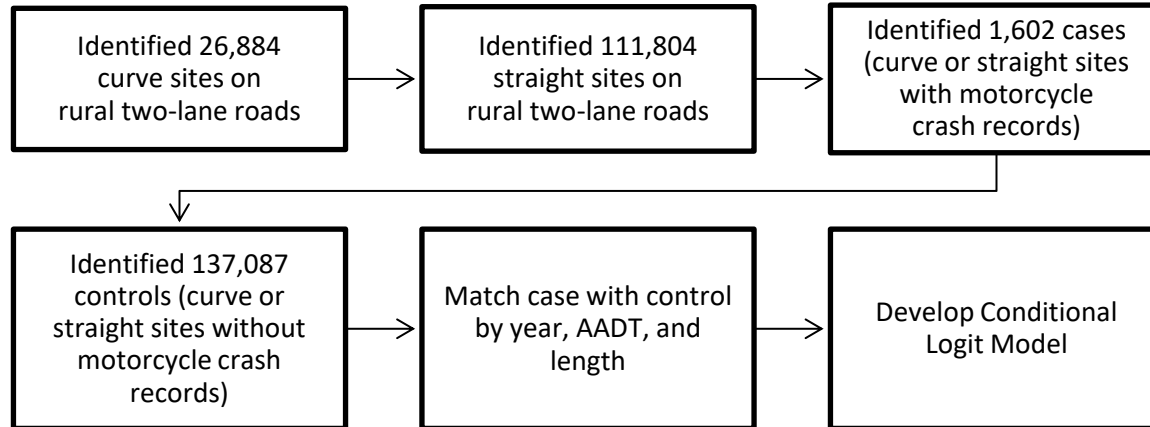 Identified 26,884
curve sites on
rural two-lane roads
Identified 111,804
straight sites on
rural two-lane roads
Identified 1,602 cases
(curve or straight sites
with motorcycle
crash records)
Identified 137,087
controls (curve or
straight sites without
motorcycle crash
records)
Match case with control
by year, AADT, and
length
Develop Conditional
Logit Model